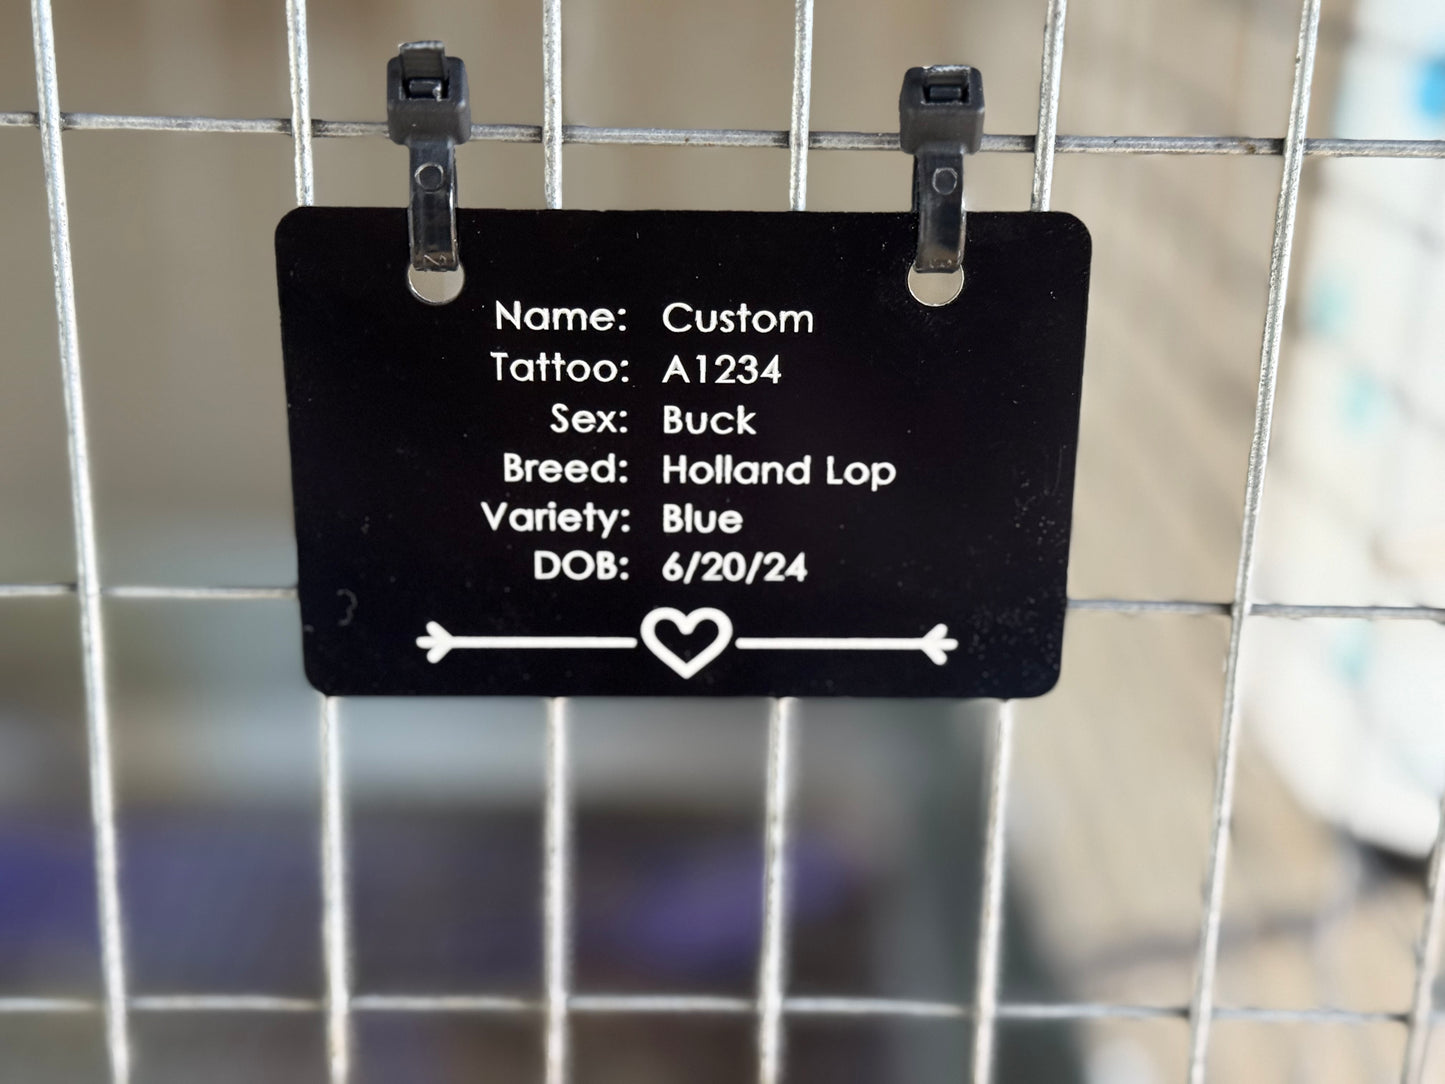 Name: Custom
Tattoo: A1234
Sex: Buck
Breed: Holland Lop
Variety: Blue
DOB: 6/20/24